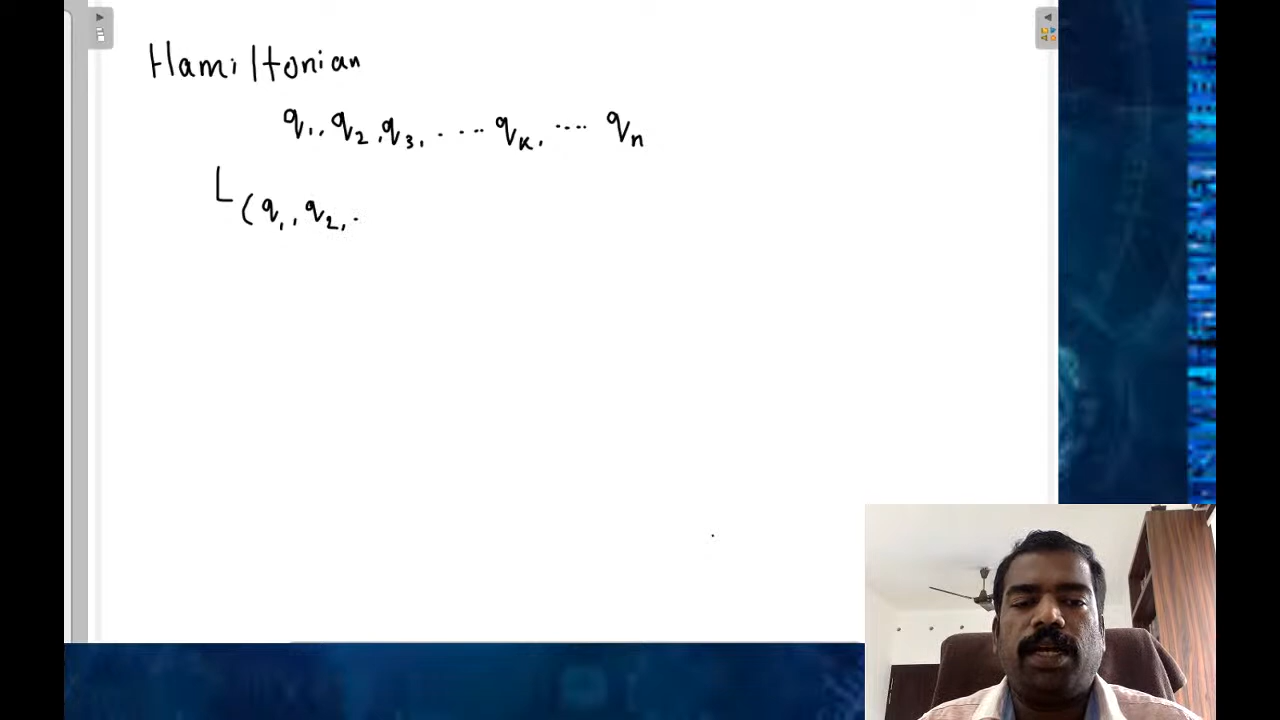 Hamiltonian
q₁, q₂, q₃, . .... qₖ, .... qₙ
L (q₁, q₂, .